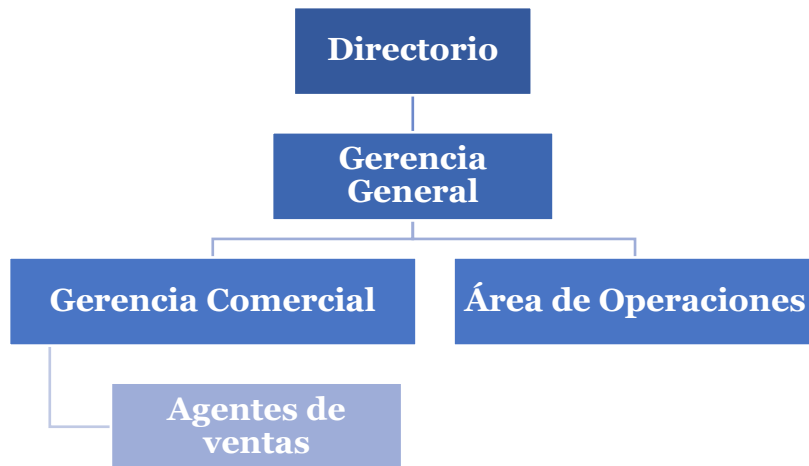 Directorio
Gerencia
General
Gerencia Comercial
Área de Operaciones
Agentes de
ventas